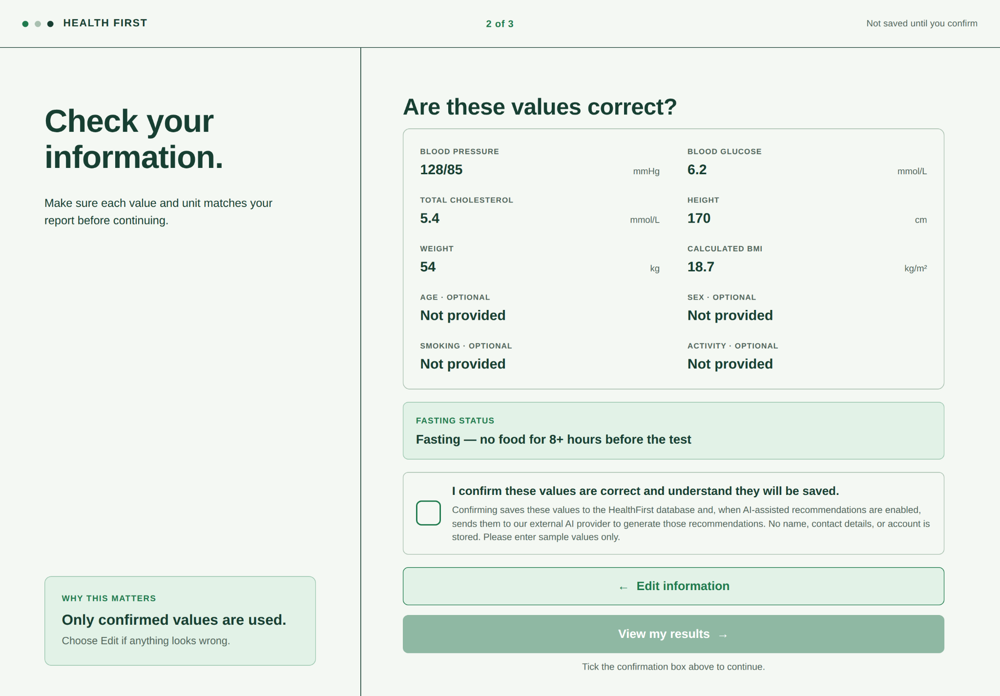 HEALTH FIRST
2 of 3
Not saved until you confirm
Check your
information.
Make sure each value and unit matches your
report before continuing.
WHY THIS MATTERS
Only confirmed values are used.
Choose Edit if anything looks wrong.
Are these values correct?
BLOOD PRESSURE
128/85 mmHg
BLOOD GLUCOSE
6.2 mmol/L
TOTAL CHOLESTEROL
5.4 mmol/L
HEIGHT
170 cm
WEIGHT
54 kg
CALCULATED BMI
18.7 kg/m²
AGE · OPTIONAL
Not provided
SEX · OPTIONAL
Not provided
SMOKING · OPTIONAL
Not provided
ACTIVITY · OPTIONAL
Not provided
FASTING STATUS
Fasting — no food for 8+ hours before the test
I confirm these values are correct and understand they will be saved.
Confirming saves these values to the HealthFirst database and, when AI-assisted recommendations are enabled,
sends them to our external AI provider to generate those recommendations. No name, contact details, or account is
stored. Please enter sample values only.
← Edit information
View my results →
Tick the confirmation box above to continue.